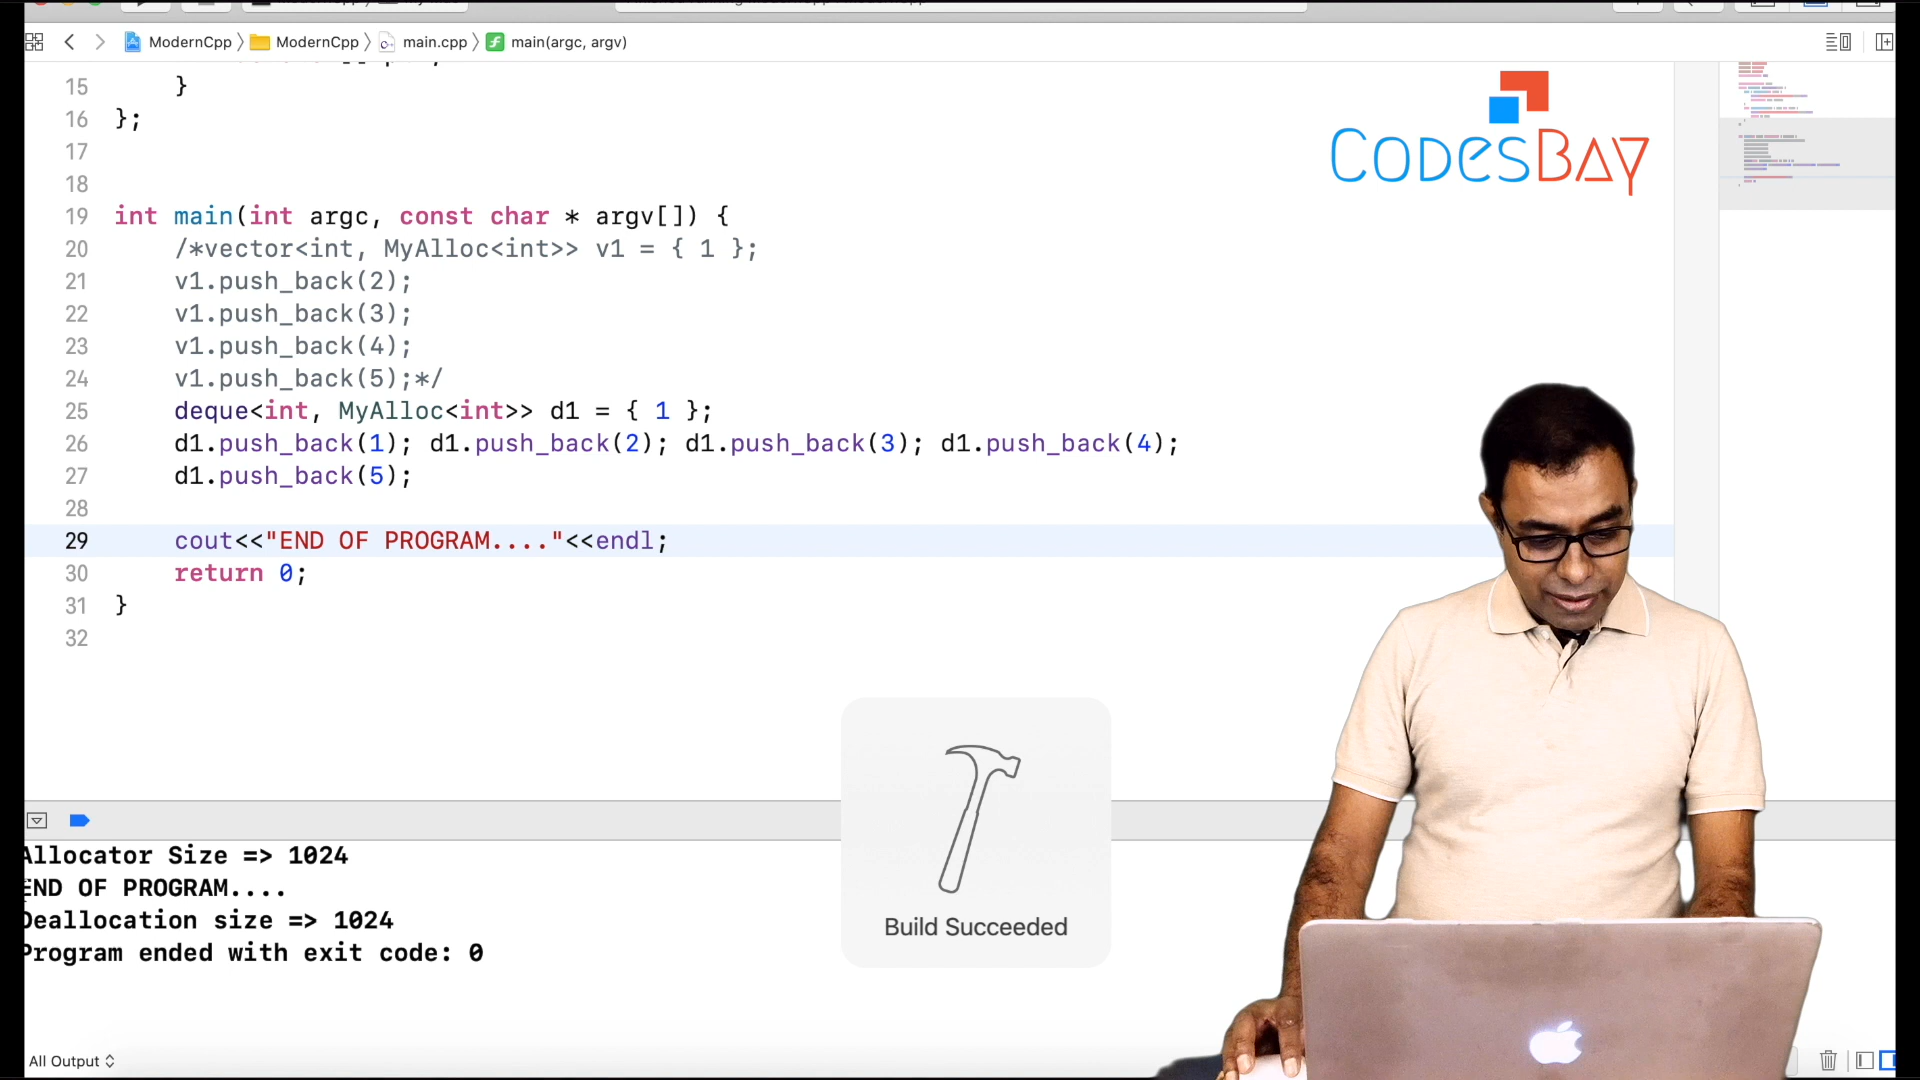 ModernCpp ModernCpp main.cpp main(argc, argv)
15 }
16 };
17
18
19 int main(int argc, const char * argv[]) {
20 /*vector<int, MyAlloc<int>> v1 = { 1 };
21 v1.push_back(2);
22 v1.push_back(3);
23 v1.push_back(4);
24 v1.push_back(5);*/
25 deque<int, MyAlloc<int>> d1 = { 1 };
26 d1.push_back(1); d1.push_back(2); d1.push_back(3); d1.push_back(4);
27 d1.push_back(5);
28
29 cout<<"END OF PROGRAM...."<<endl;
30 return 0;
31 }
32
CODesBAY
Build Succeeded
Allocator Size => 1024
END OF PROGRAM....
Deallocation size => 1024
Program ended with exit code: 0
All Output